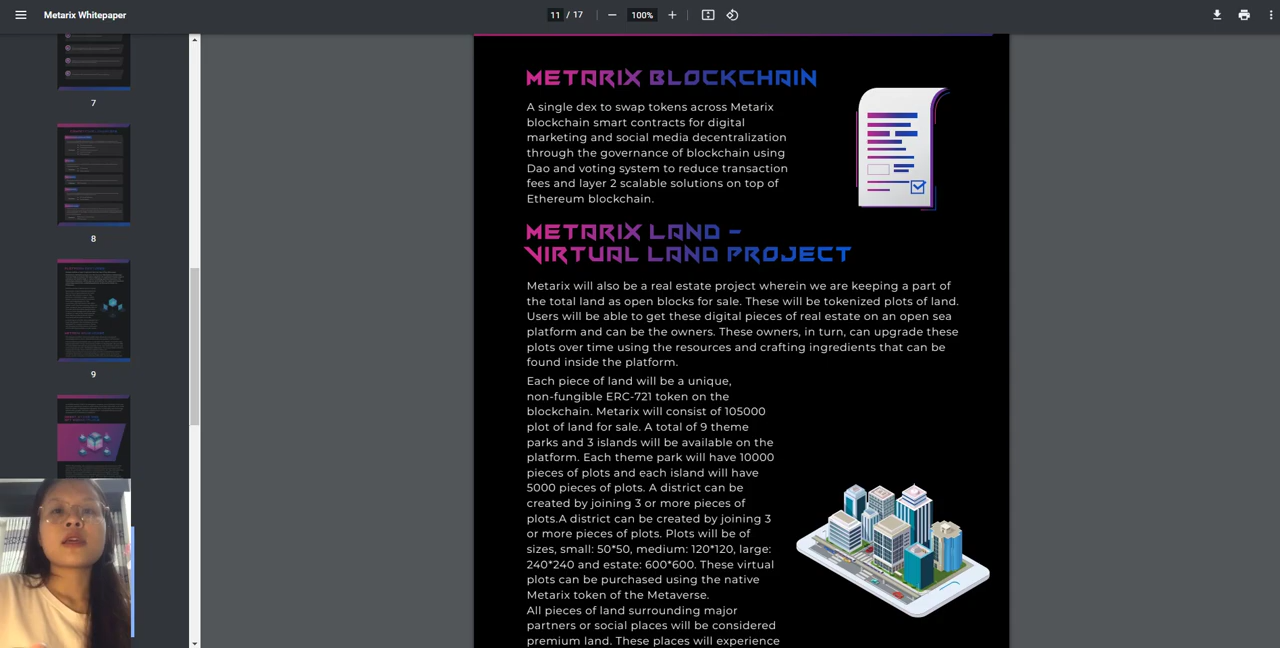 Metarix Whitepaper
11 / 17
100%
7
8
9
METARIX BLOCKCHAIN
A single dex to swap tokens across Metarix
blockchain smart contracts for digital
marketing and social media decentralization
through the governance of blockchain using
Dao and voting system to reduce transaction
fees and layer 2 scalable solutions on top of
Ethereum blockchain.
METARIX LAND -
VIRTUAL LAND PROJECT
Metarix will also be a real estate project wherein we are keeping a part of
the total land as open blocks for sale. These will be tokenized plots of land.
Users will be able to get these digital pieces of real estate on an open sea
platform and can be the owners. These owners, in turn, can upgrade these
plots over time using the resources and crafting ingredients that can be
found inside the platform.
Each piece of land will be a unique,
non-fungible ERC-721 token on the
blockchain. Metarix will consist of 105000
plot of land for sale. A total of 9 theme
parks and 3 islands will be available on the
platform. Each theme park will have 10000
pieces of plots and each island will have
5000 pieces of plots. A district can be
created by joining 3 or more pieces of
plots.A district can be created by joining 3
or more pieces of plots. Plots will be of
sizes, small: 50*50, medium: 120*120, large:
240*240 and estate: 600*600. These virtual
plots can be purchased using the native
Metarix token of the Metaverse.
All pieces of land surrounding major
partners or social places will be considered
premium land. These places will experience